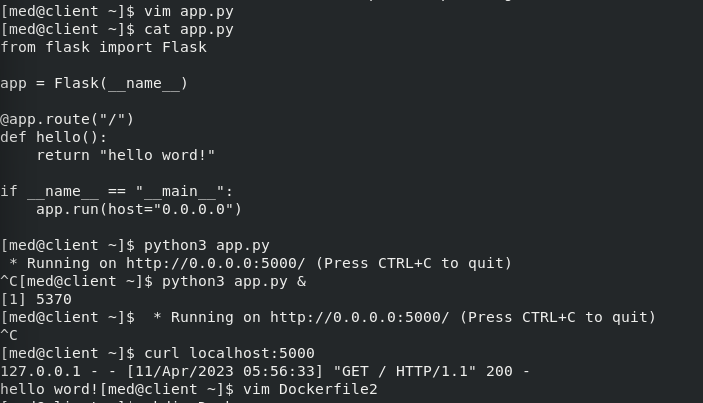 [med@client ~]$ vim app.py
[med@client ~]$ cat app.py
from flask import Flask

app = Flask(__name__)

@app.route("/")
def hello():
    return "hello word!"

if __name__ == "__main__":
    app.run(host="0.0.0.0")

[med@client ~]$ python3 app.py
 * Running on http://0.0.0.0:5000/ (Press CTRL+C to quit)
^C[med@client ~]$ python3 app.py &
[1] 5370
[med@client ~]$  * Running on http://0.0.0.0:5000/ (Press CTRL+C to quit)
^C
[med@client ~]$ curl localhost:5000
127.0.0.1 - - [11/Apr/2023 05:56:33] "GET / HTTP/1.1" 200 -
hello word![med@client ~]$ vim Dockerfile2